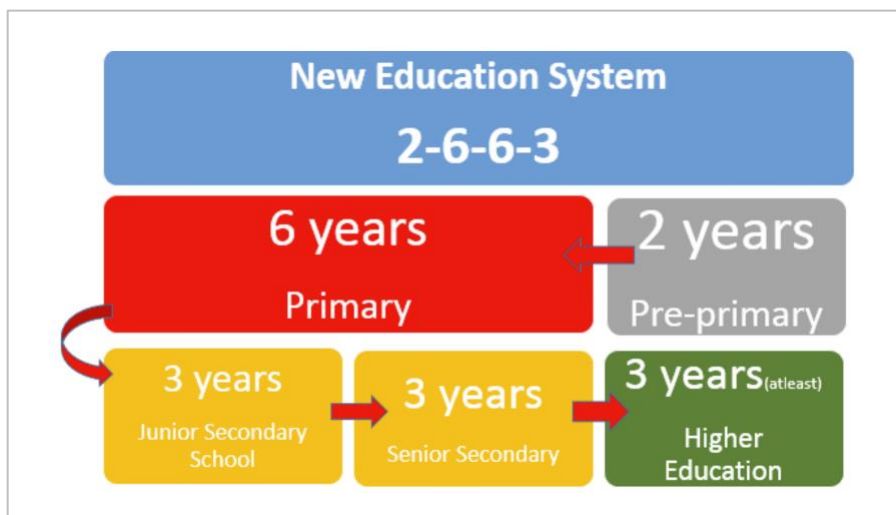 New Education System
2-6-6-3
6 years
Primary
2 years
Pre-primary
3 years
Junior Secondary
School
3 years
Senior Secondary
3 years(atleast)
Higher
Education